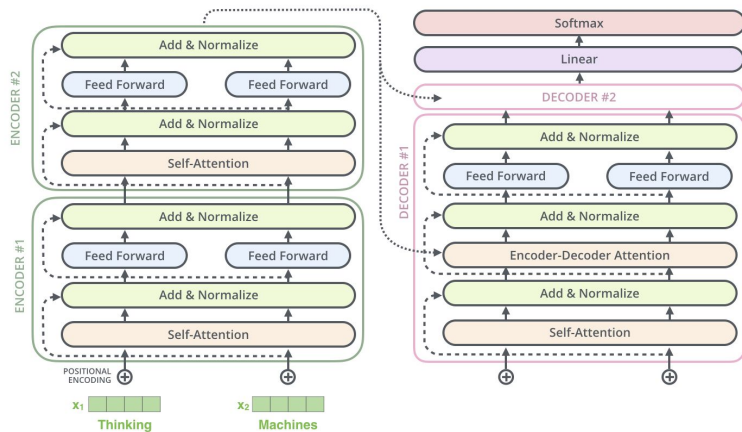 ENCODER #2
Add & Normalize
Feed Forward Feed Forward
Add & Normalize
Self-Attention
ENCODER #1
Add & Normalize
Feed Forward Feed Forward
Add & Normalize
Self-Attention
POSITIONAL
ENCODING
x1 x2
Thinking Machines
Softmax
Linear
DECODER #2
DECODER #1
Add & Normalize
Feed Forward Feed Forward
Add & Normalize
Encoder-Decoder Attention
Add & Normalize
Self-Attention